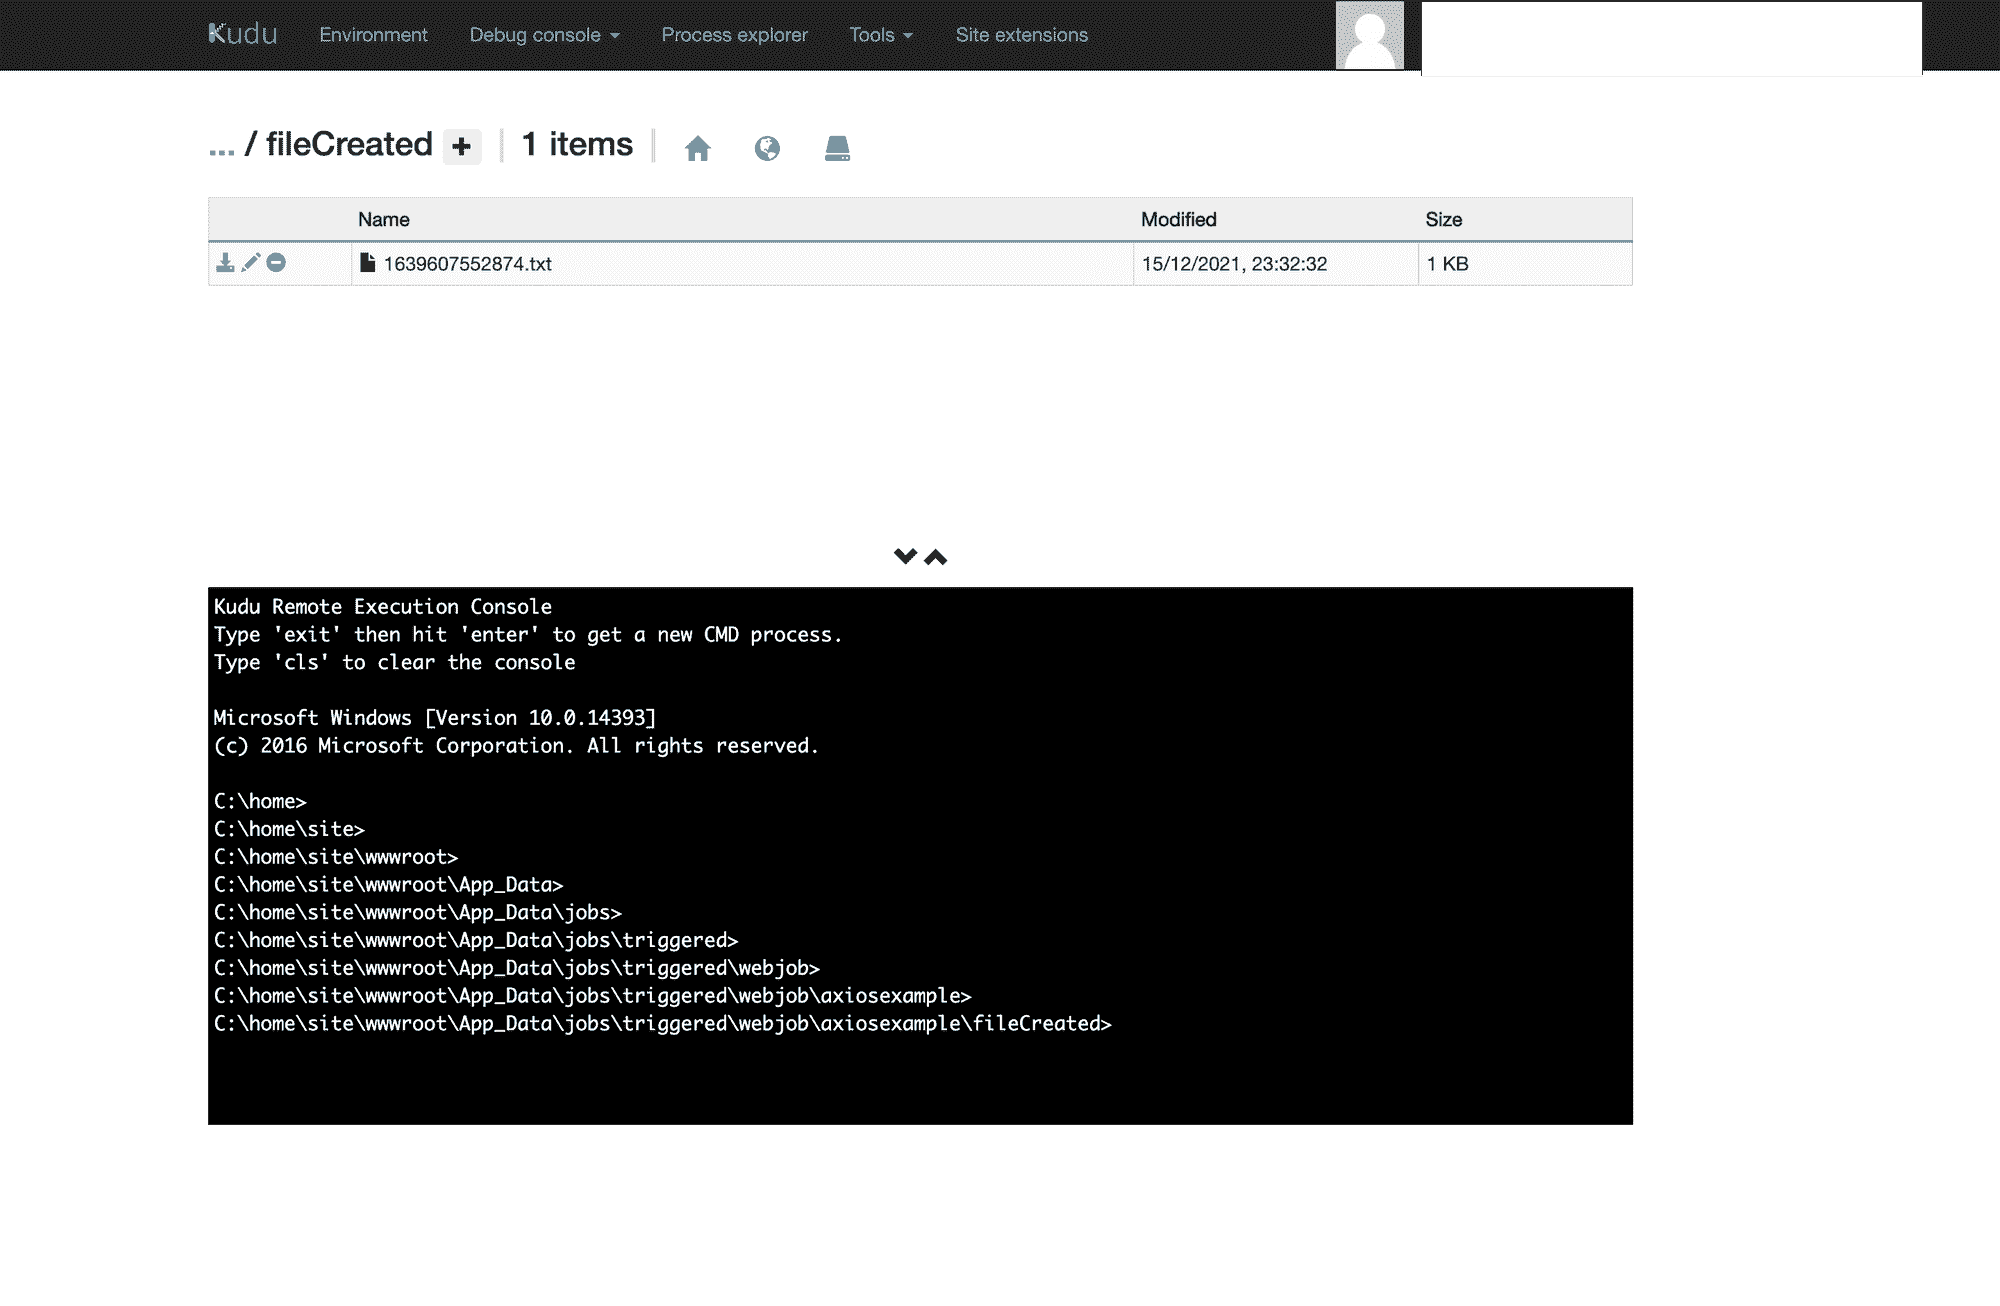 Kudu Environment Debug console Process explorer Tools Site extensions
... / fileCreated + 1 items
Name Modified Size
1639607552874.txt 15/12/2021, 23:32:32 1 KB
Kudu Remote Execution Console
Type 'exit' then hit 'enter' to get a new CMD process.
Type 'cls' to clear the console
Microsoft Windows [Version 10.0.14393]
(c) 2016 Microsoft Corporation. All rights reserved.
C:\home>
C:\home\site>
C:\home\site\wwwroot>
C:\home\site\wwwroot\App_Data>
C:\home\site\wwwroot\App_Data\jobs>
C:\home\site\wwwroot\App_Data\jobs\triggered>
C:\home\site\wwwroot\App_Data\jobs\triggered\webjob>
C:\home\site\wwwroot\App_Data\jobs\triggered\webjob\axiosexample>
C:\home\site\wwwroot\App_Data\jobs\triggered\webjob\axiosexample\fileCreated>